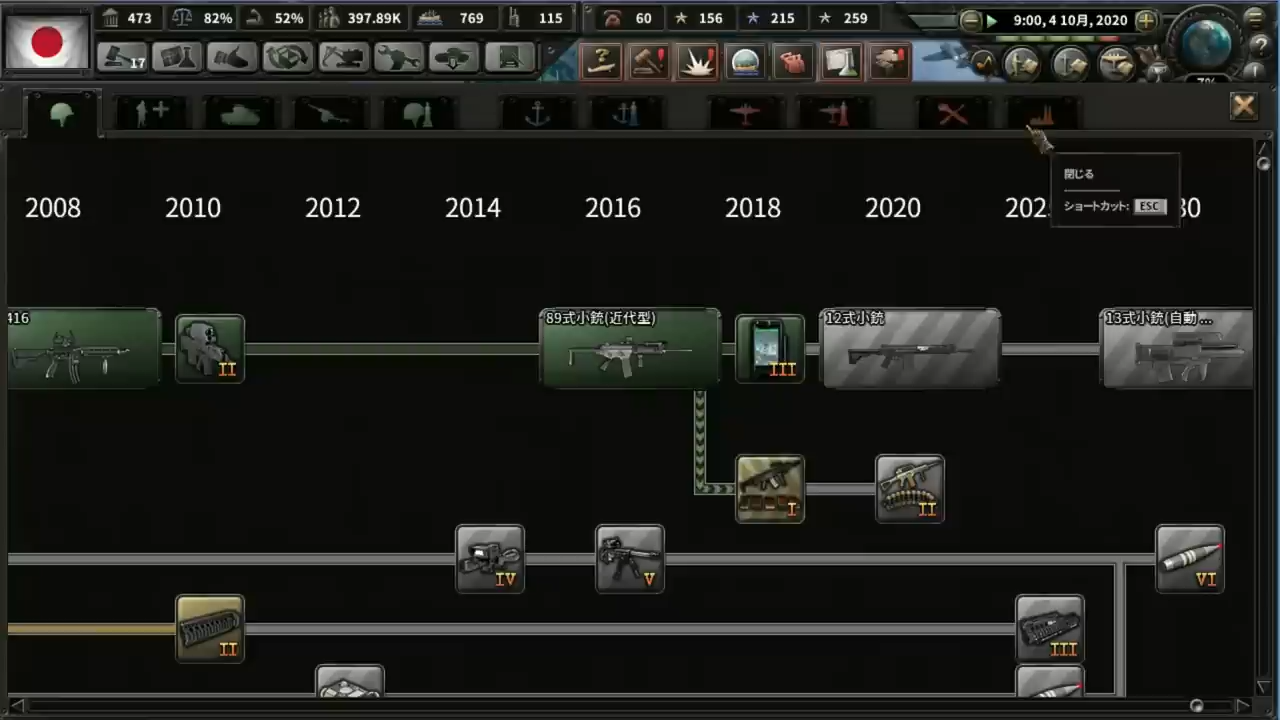 473 82% 52% 397.89K 769 115 60 156 215 259 9:00, 4 10月, 2020
17
7%
閉じる
ショートカット: ESC
2008 2010 2012 2014 2016 2018 2020
416 89式小銃(近代型) 12式小銃 13式小銃(自動 ...
II III
I II
IV V VI
II III